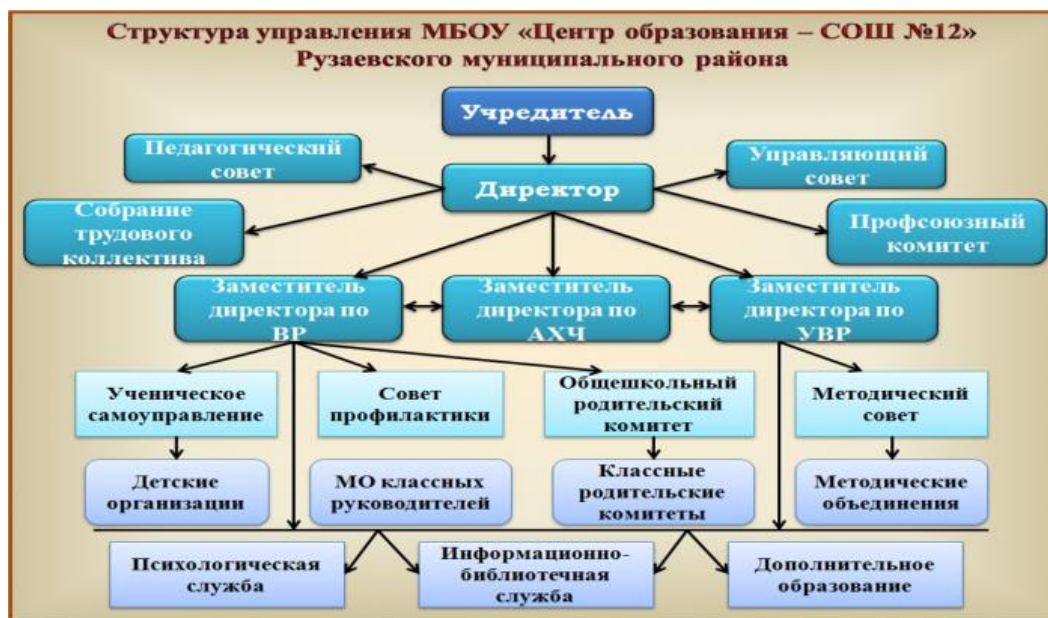 Структура управления МБОУ «Центр образования – СОШ №12»
Рузаевского муниципального района
Учредитель
Педагогический
совет
Директор
Управляющий
совет
Собрание
трудового
коллектива
Профсоюзный
комитет
Заместитель
директора по
ВР
Заместитель
директора по
АХЧ
Заместитель
директора по
УВР
Ученическое
самоуправление
Совет
профилактики
Общешкольный
родительский
комитет
Методический
совет
Детские
организации
МО классных
руководителей
Классные
родительские
комитеты
Методические
объединения
Психологическая
служба
Информационно-
библиотечная
служба
Дополнительное
образование